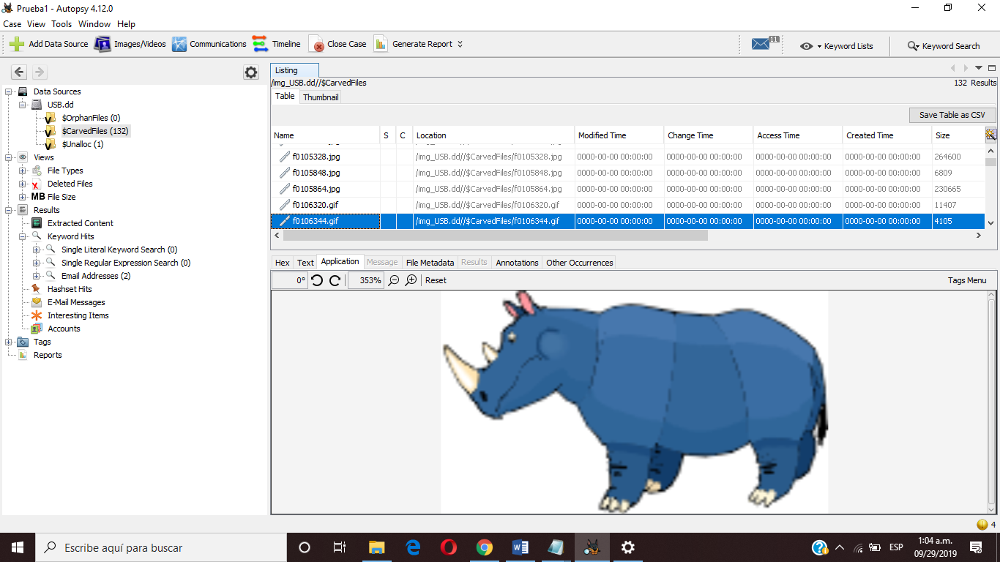 Prueba1 - Autopsy 4.12.0
Case View Tools Window Help
Add Data Source Images/Videos Communications Timeline Close Case Generate Report 11 Keyword Lists Keyword Search
Listing
/img_USB.dd//$CarvedFiles 132 Results
Table Thumbnail
Save Table as CSV
Data Sources
USB.dd
$OrphanFiles (0)
$CarvedFiles (132)
$Unalloc (1)
Views
File Types
Deleted Files
MB File Size
Results
Extracted Content
Keyword Hits
Single Literal Keyword Search (0)
Single Regular Expression Search (0)
Email Addresses (2)
Hashset Hits
E-Mail Messages
Interesting Items
Accounts
Tags
Reports
Name S C Location Modified Time Change Time Access Time Created Time Size
f0105328.jpg /img_USB.dd//$CarvedFiles/f0105328.jpg 0000-00-00 00:00:00 0000-00-00 00:00:00 0000-00-00 00:00:00 0000-00-00 00:00:00 264600
f0105848.jpg /img_USB.dd//$CarvedFiles/f0105848.jpg 0000-00-00 00:00:00 0000-00-00 00:00:00 0000-00-00 00:00:00 0000-00-00 00:00:00 6809
f0105864.jpg /img_USB.dd//$CarvedFiles/f0105864.jpg 0000-00-00 00:00:00 0000-00-00 00:00:00 0000-00-00 00:00:00 0000-00-00 00:00:00 230665
f0106320.gif /img_USB.dd//$CarvedFiles/f0106320.gif 0000-00-00 00:00:00 0000-00-00 00:00:00 0000-00-00 00:00:00 0000-00-00 00:00:00 11407
f0106344.gif /img_USB.dd//$CarvedFiles/f0106344.gif 0000-00-00 00:00:00 0000-00-00 00:00:00 0000-00-00 00:00:00 0000-00-00 00:00:00 4105
Hex Text Application Message File Metadata Results Annotations Other Occurrences
0° 353% Reset Tags Menu
4
Escribe aquí para buscar
ESP
1:04 a.m.
09/29/2019